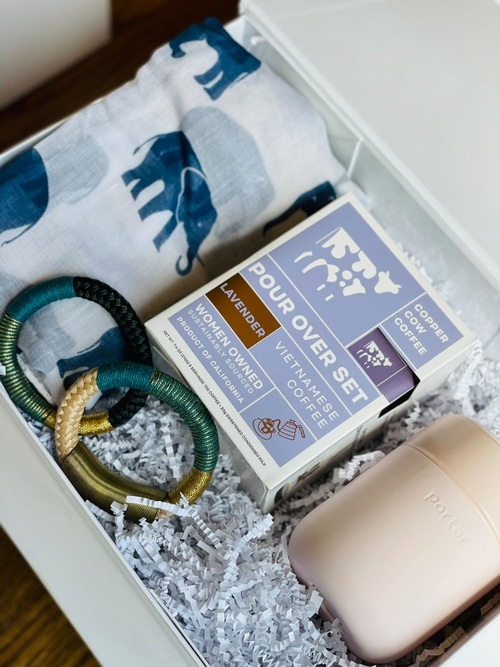 COPPER
COW
COFFEE
POUR OVER SET
VIETNAMESE
COFFEE
LAVENDER
WOMEN OWNED
SUSTAINABLY SOURCED
PRODUCT OF CALIFORNIA
porter